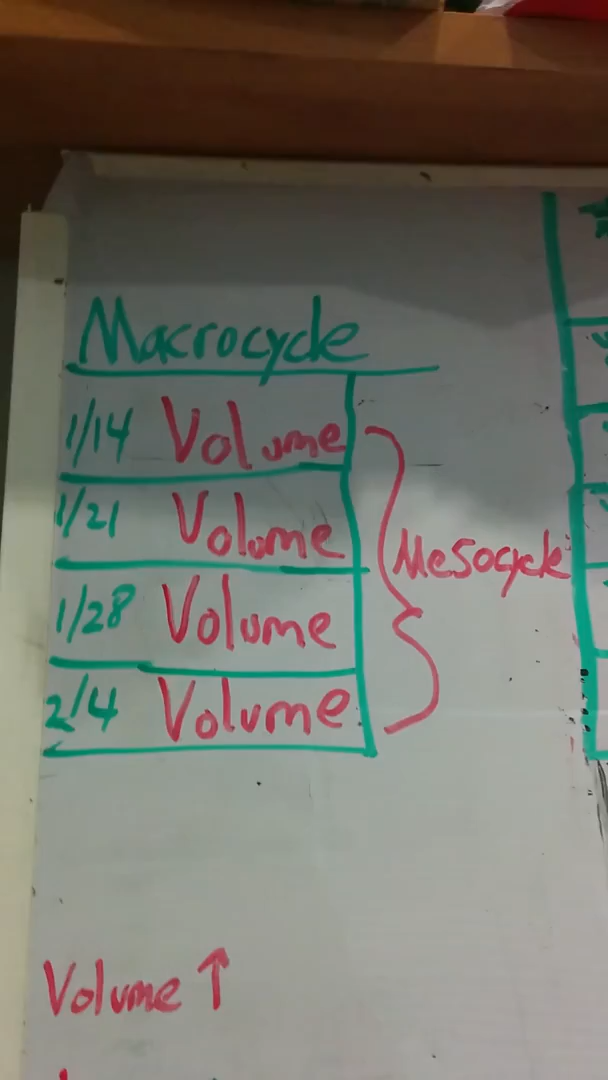 Macrocycle
1/14 Volume
1/21 Volume
1/28 Volume
2/4 Volume
Mesocycle
Volume ↑